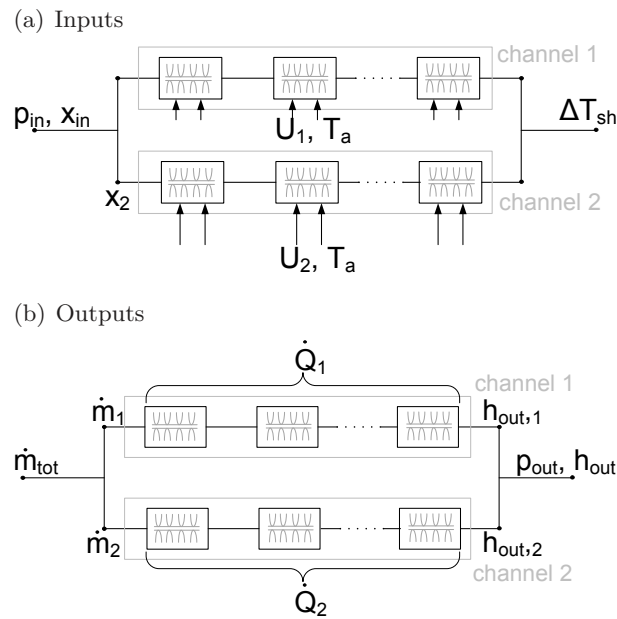 (a) Inputs
channel 1
p_in, x_in
U_1, T_a
ΔT_sh
x_2
channel 2
U_2, T_a
(b) Outputs
Q̇_1
channel 1
ṁ_1
h_out,1
ṁ_tot
p_out, h_out
ṁ_2
h_out,2
channel 2
Q̇_2